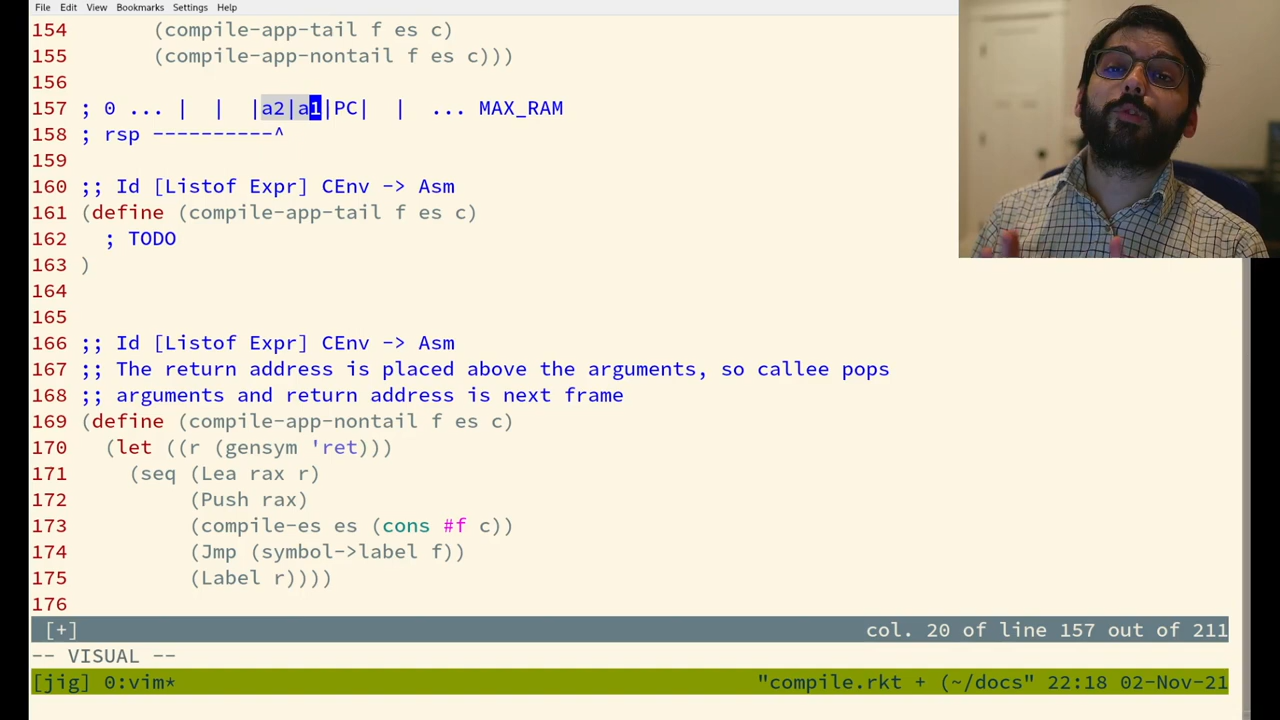 File Edit View Bookmarks Settings Help
154 (compile-app-tail f es c)
155 (compile-app-nontail f es c)))
156
157 ; 0 ... | | |a2|a1|PC| | ... MAX_RAM
158 ; rsp ----------^
159
160 ;; Id [Listof Expr] CEnv -> Asm
161 (define (compile-app-tail f es c)
162 ; TODO
163 )
164
165
166 ;; Id [Listof Expr] CEnv -> Asm
167 ;; The return address is placed above the arguments, so callee pops
168 ;; arguments and return address is next frame
169 (define (compile-app-nontail f es c)
170 (let ((r (gensym 'ret)))
171 (seq (Lea rax r)
172 (Push rax)
173 (compile-es es (cons #f c))
174 (Jmp (symbol->label f))
175 (Label r))))
176
[+] col. 20 of line 157 out of 211
-- VISUAL --
[jig] 0:vim* "compile.rkt + (~/docs" 22:18 02-Nov-21